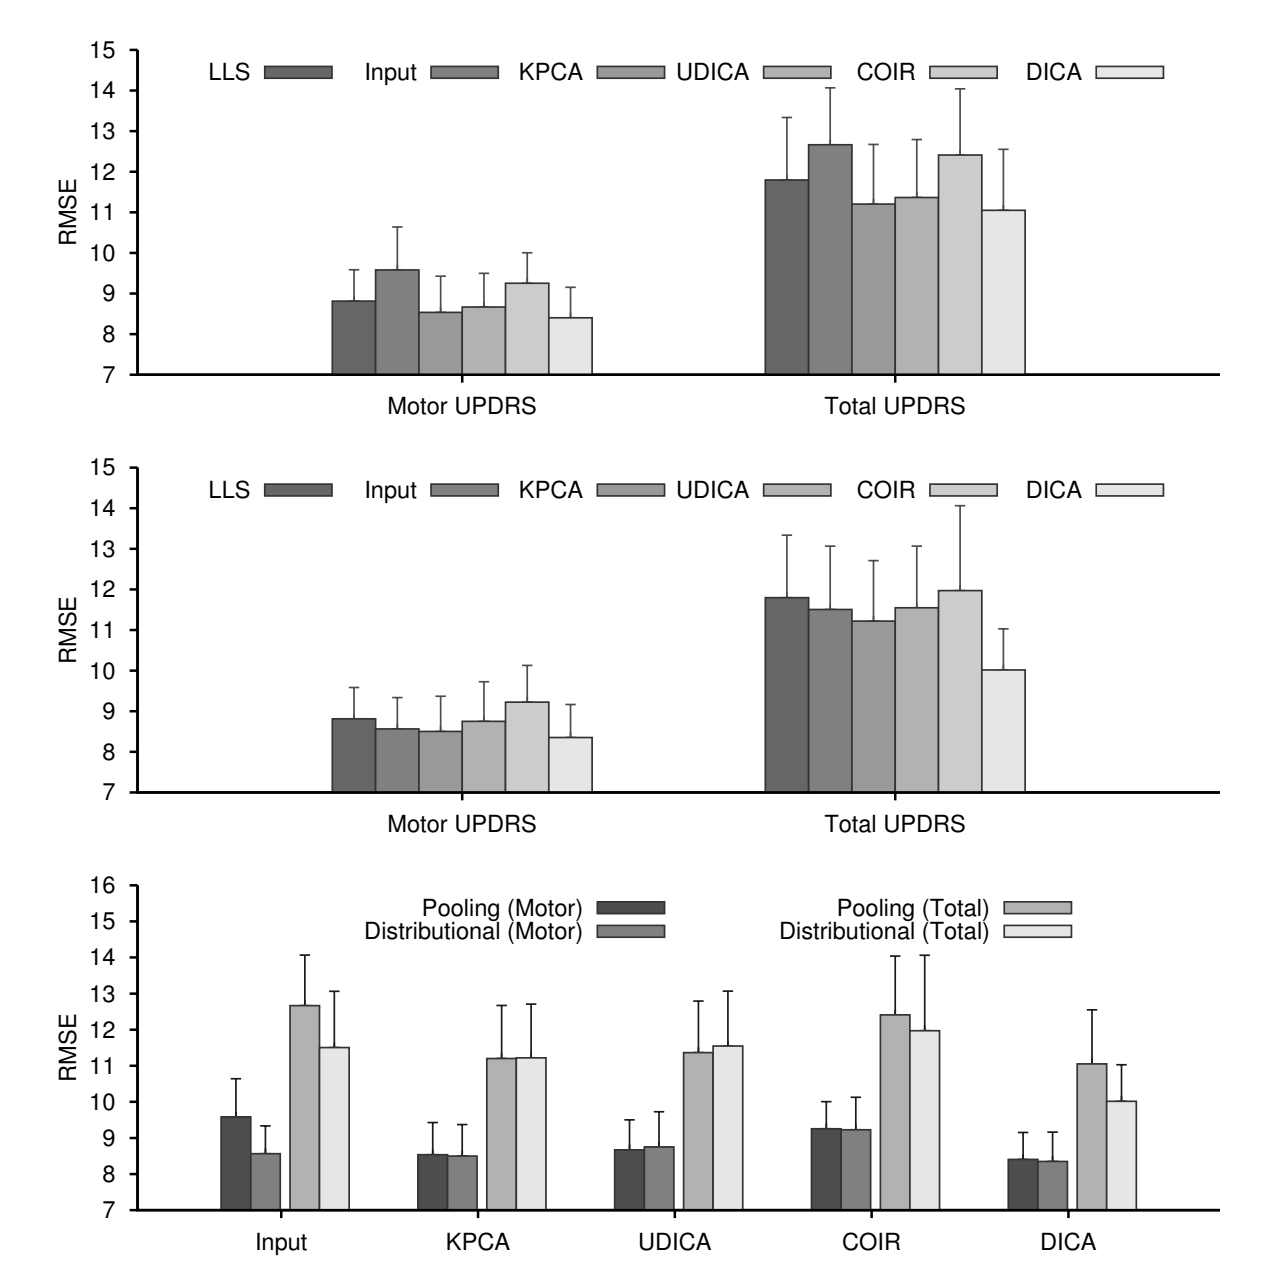 15
14
13
12
11
10
9
8
7
RMSE
LLS Input KPCA UDICA COIR DICA
Motor UPDRS Total UPDRS
15
14
13
12
11
10
9
8
7
RMSE
LLS Input KPCA UDICA COIR DICA
Motor UPDRS Total UPDRS
16
15
14
13
12
11
10
9
8
7
RMSE
Pooling (Motor) Pooling (Total)
Distributional (Motor) Distributional (Total)
Input KPCA UDICA COIR DICA